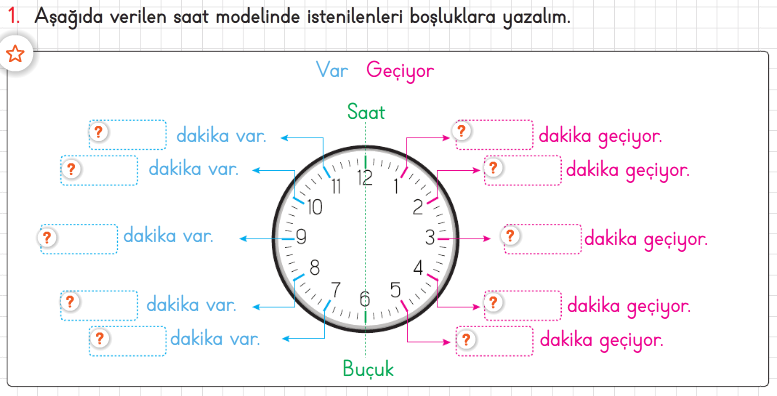 1. Aşağıda verilen saat modelinde istenilenleri boşluklara yazalım.
Var Geçiyor
Saat
? dakika var. ? dakika geçiyor.
? dakika var. ? dakika geçiyor.
? dakika var. ? dakika geçiyor.
? dakika var. ? dakika geçiyor.
? dakika var. ? dakika geçiyor.
12
11 1
10 2
9 3
8 4
7 5
6
Buçuk